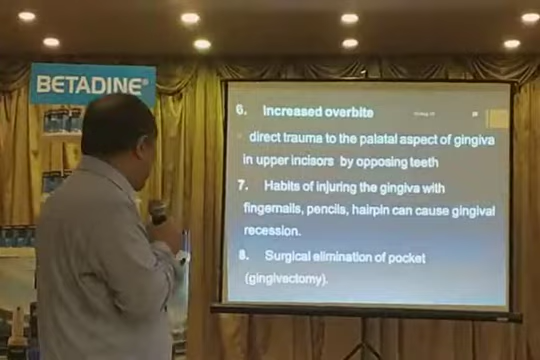 BETADINE®
6. Increased overbite
direct trauma to the palatal aspect of gingiva
in upper incisors by opposing teeth
7. Habits of injuring the gingiva with
fingernails, pencils, hairpin can cause gingival
recession.
8. Surgical elimination of pocket
(gingivectomy).